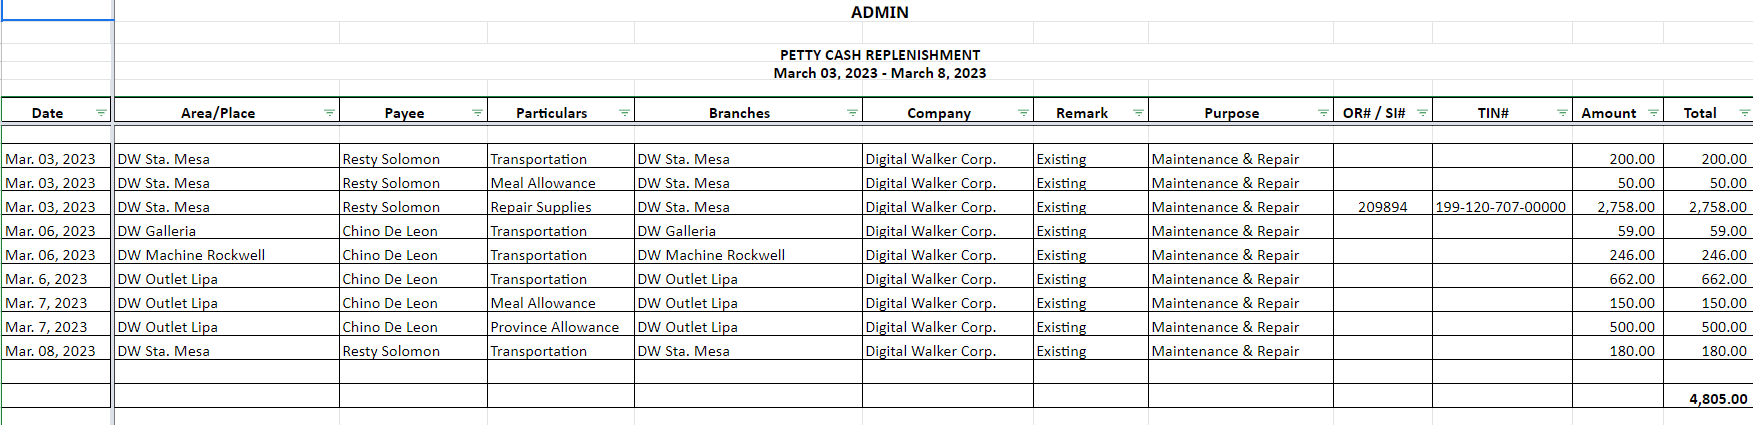 ADMIN
PETTY CASH REPLENISHMENT
March 03, 2023 - March 8, 2023
Date Area/Place Payee Particulars Branches Company Remark Purpose OR# / SI# TIN# Amount Total
Mar. 03, 2023 DW Sta. Mesa Resty Solomon Transportation DW Sta. Mesa Digital Walker Corp. Existing Maintenance & Repair 200.00 200.00
Mar. 03, 2023 DW Sta. Mesa Resty Solomon Meal Allowance DW Sta. Mesa Digital Walker Corp. Existing Maintenance & Repair 50.00 50.00
Mar. 03, 2023 DW Sta. Mesa Resty Solomon Repair Supplies DW Sta. Mesa Digital Walker Corp. Existing Maintenance & Repair 209894 199-120-707-00000 2,758.00 2,758.00
Mar. 06, 2023 DW Galleria Chino De Leon Transportation DW Galleria Digital Walker Corp. Existing Maintenance & Repair 59.00 59.00
Mar. 06, 2023 DW Machine Rockwell Chino De Leon Transportation DW Machine Rockwell Digital Walker Corp. Existing Maintenance & Repair 246.00 246.00
Mar. 6, 2023 DW Outlet Lipa Chino De Leon Transportation DW Outlet Lipa Digital Walker Corp. Existing Maintenance & Repair 662.00 662.00
Mar. 7, 2023 DW Outlet Lipa Chino De Leon Meal Allowance DW Outlet Lipa Digital Walker Corp. Existing Maintenance & Repair 150.00 150.00
Mar. 7, 2023 DW Outlet Lipa Chino De Leon Province Allowance DW Outlet Lipa Digital Walker Corp. Existing Maintenance & Repair 500.00 500.00
Mar. 08, 2023 DW Sta. Mesa Resty Solomon Transportation DW Sta. Mesa Digital Walker Corp. Existing Maintenance & Repair 180.00 180.00
4,805.00